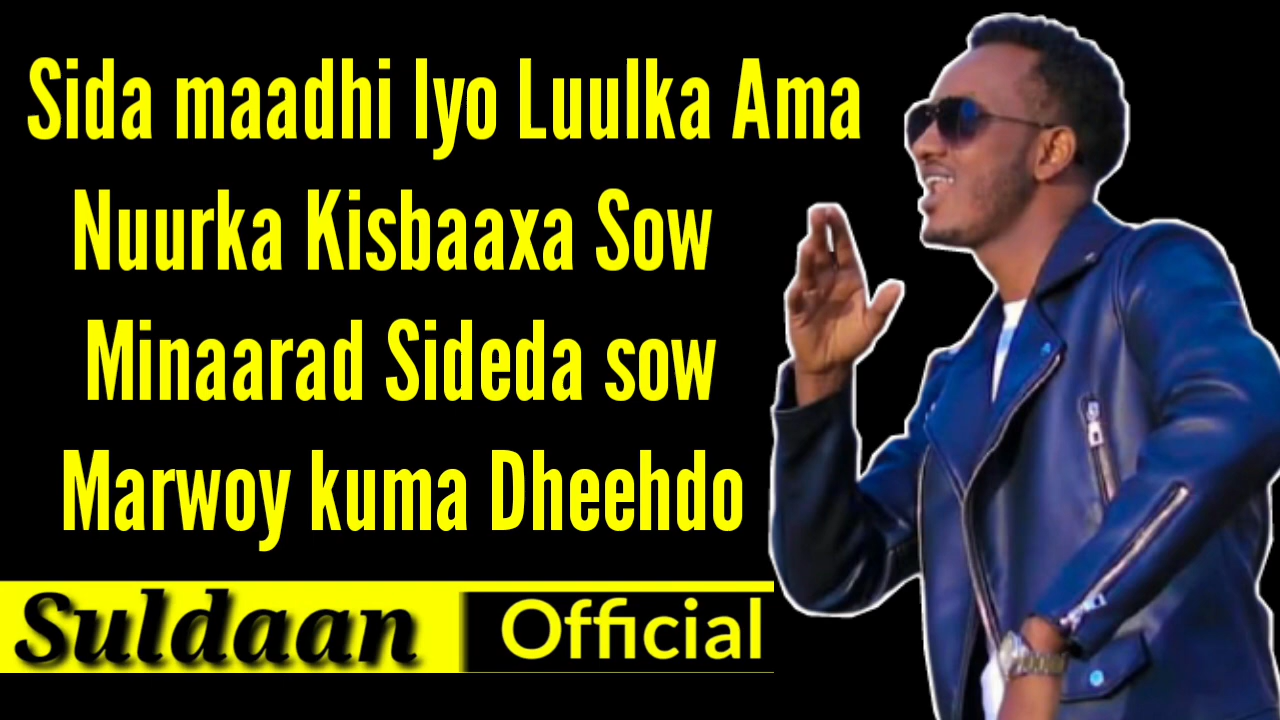 Sida maadhi Iyo Luulka Ama
Nuurka Kisbaaxa Sow
Minaarad Sideda sow
Marwoy kuma Dheehdo
Suldaan Official